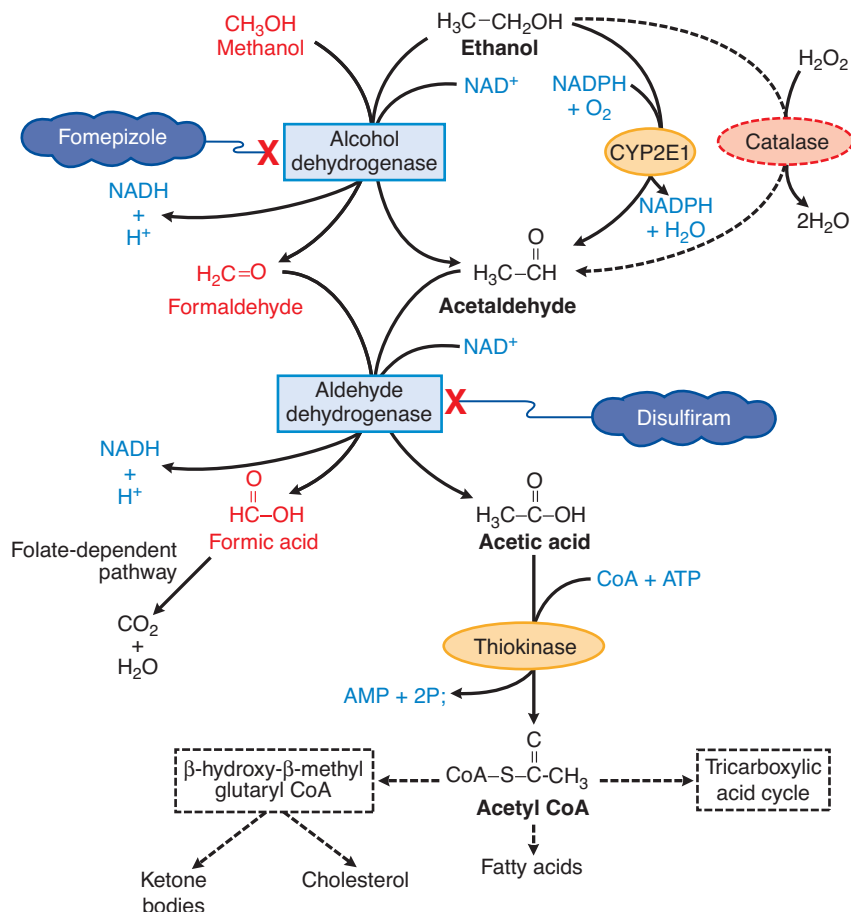 CH₃OH
Methanol
H₃C–CH₂OH
Ethanol
H₂O₂
NAD⁺
NADPH
+ O₂
Fomepizole
X
Alcohol
dehydrogenase
CYP2E1
Catalase
NADH
+
H⁺
NADPH
+ H₂O
2H₂O
H₂C=O
Formaldehyde
O
||
H₃C–CH
Acetaldehyde
NAD⁺
Aldehyde
dehydrogenase
X
Disulfiram
NADH
+
H⁺
O
||
HC–OH
Formic acid
O
||
H₃C–C–OH
Acetic acid
Folate-dependent
pathway
CoA + ATP
CO₂
+
H₂O
Thiokinase
AMP + 2P;
C
||
CoA–S–C–CH₃
Acetyl CoA
β-hydroxy-β-methyl
glutaryl CoA
Tricarboxylic
acid cycle
Ketone
bodies
Cholesterol
Fatty acids